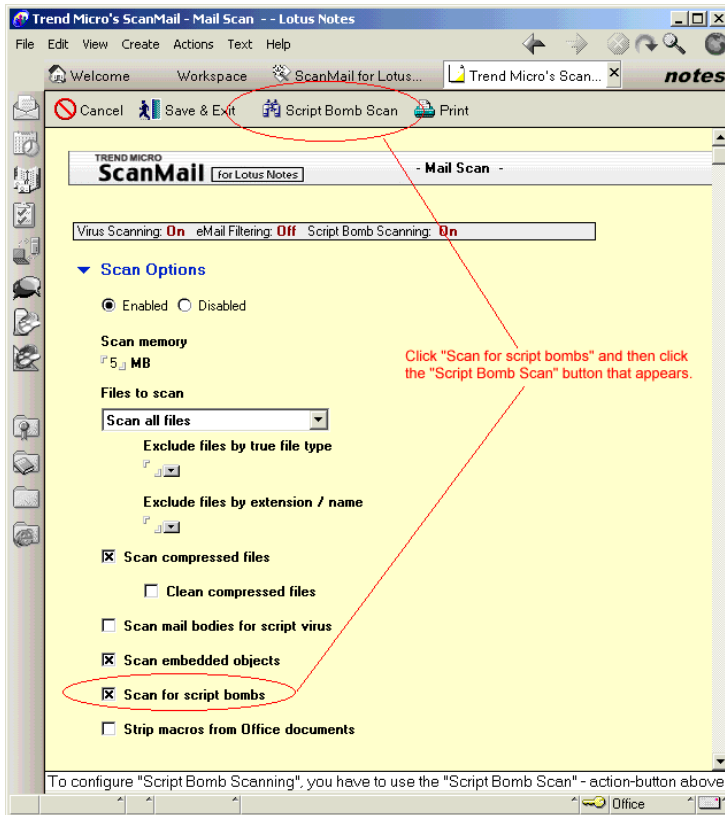 Trend Micro's ScanMail - Mail Scan - - Lotus Notes
File Edit View Create Actions Text Help
Welcome Workspace ScanMail for Lotus... Trend Micro's Scan... notes
Cancel Save & Exit Script Bomb Scan Print
TREND MICRO
ScanMail for Lotus Notes - Mail Scan -
Virus Scanning: On eMail Filtering: Off Script Bomb Scanning: On
Scan Options
Enabled Disabled
Scan memory
5 MB
Click "Scan for script bombs" and then click
the "Script Bomb Scan" button that appears.
Files to scan
Scan all files
Exclude files by true file type
Exclude files by extension / name
Scan compressed files
Clean compressed files
Scan mail bodies for script virus
Scan embedded objects
Scan for script bombs
Strip macros from Office documents
To configure "Script Bomb Scanning", you have to use the "Script Bomb Scan" - action-button above
Office